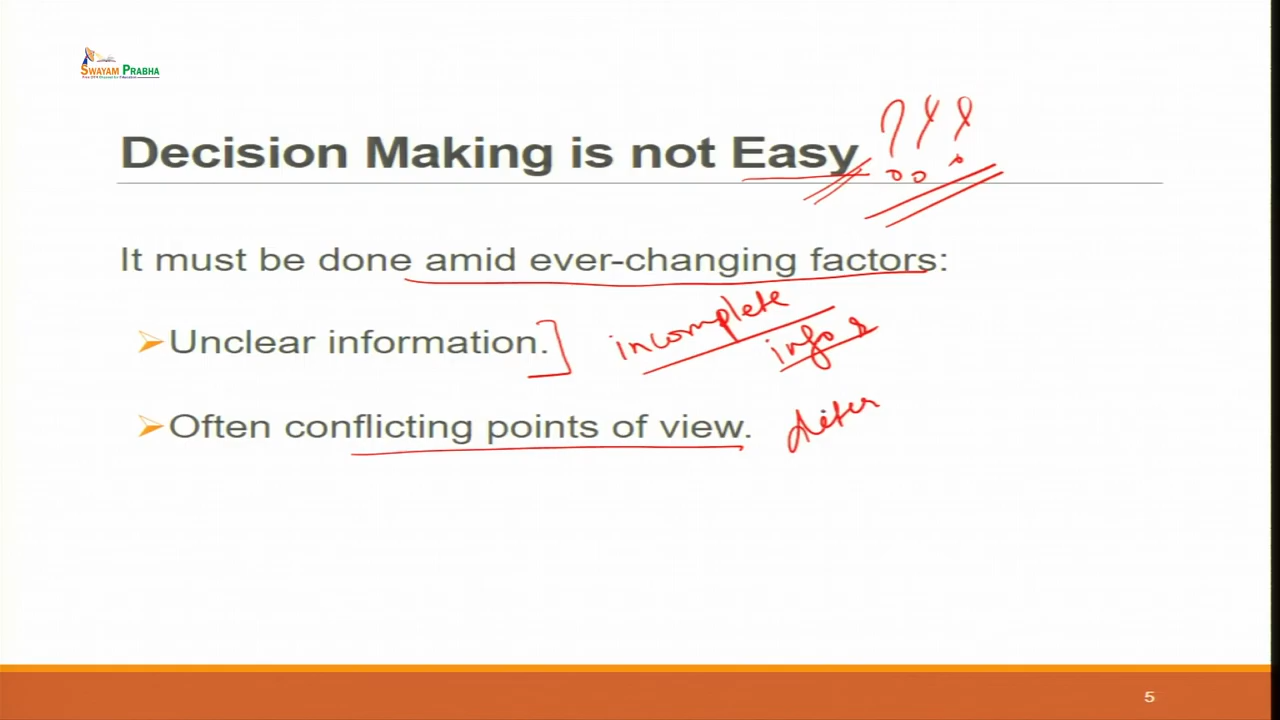 SWAYAM PRABHA
Decision Making is not Easy ???
It must be done amid ever-changing factors:
Unclear information.
incomplete
info
Often conflicting points of view.
5